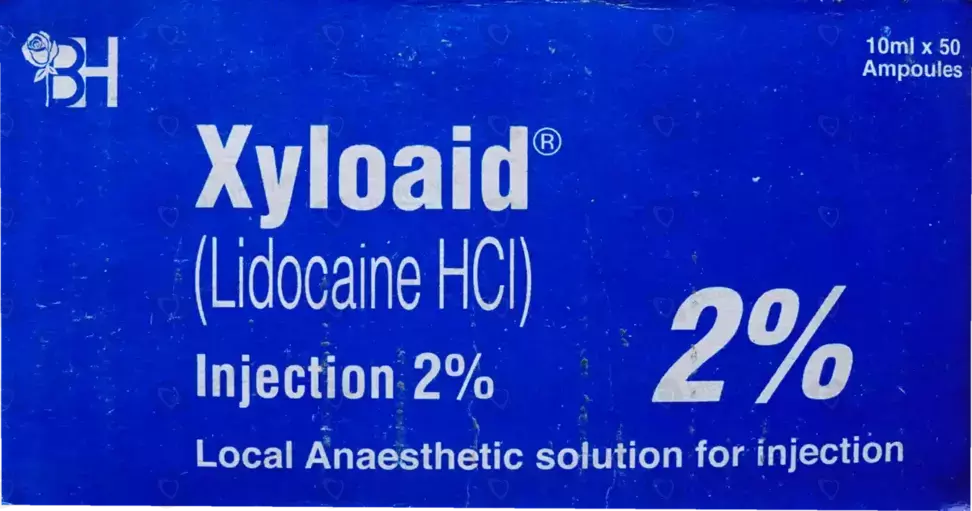 BH
10ml x 50
Ampoules
Xyloaid®
(Lidocaine HCl)
Injection 2%
2%
Local Anaesthetic solution for injection